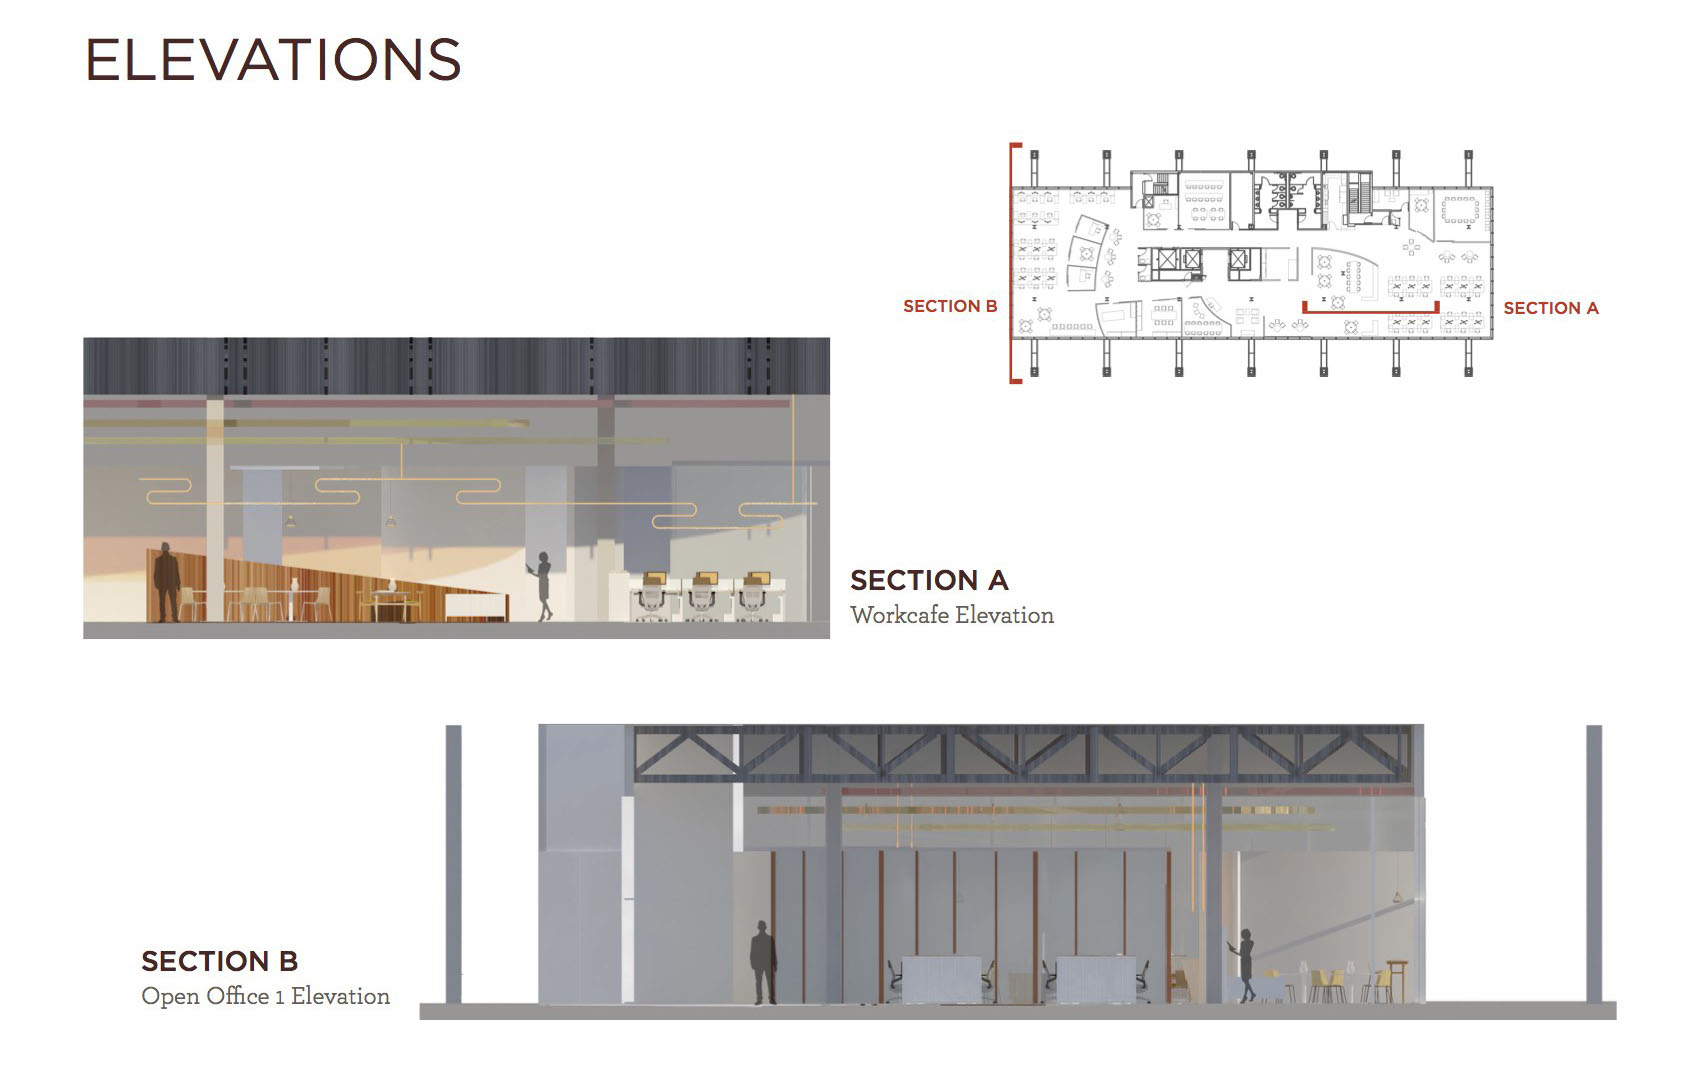 ELEVATIONS
SECTION B
SECTION A
SECTION A
Workcafe Elevation
SECTION B
Open Office 1 Elevation